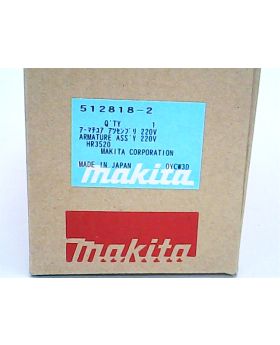 512818-2
Q'TY 1
アーマチユア アツセンブリ 220V
ARMATURE ASS'Y 220V
HR3520
MAKITA CORPORATION
MADE IN JAPAN OYCW3D
makita
makita